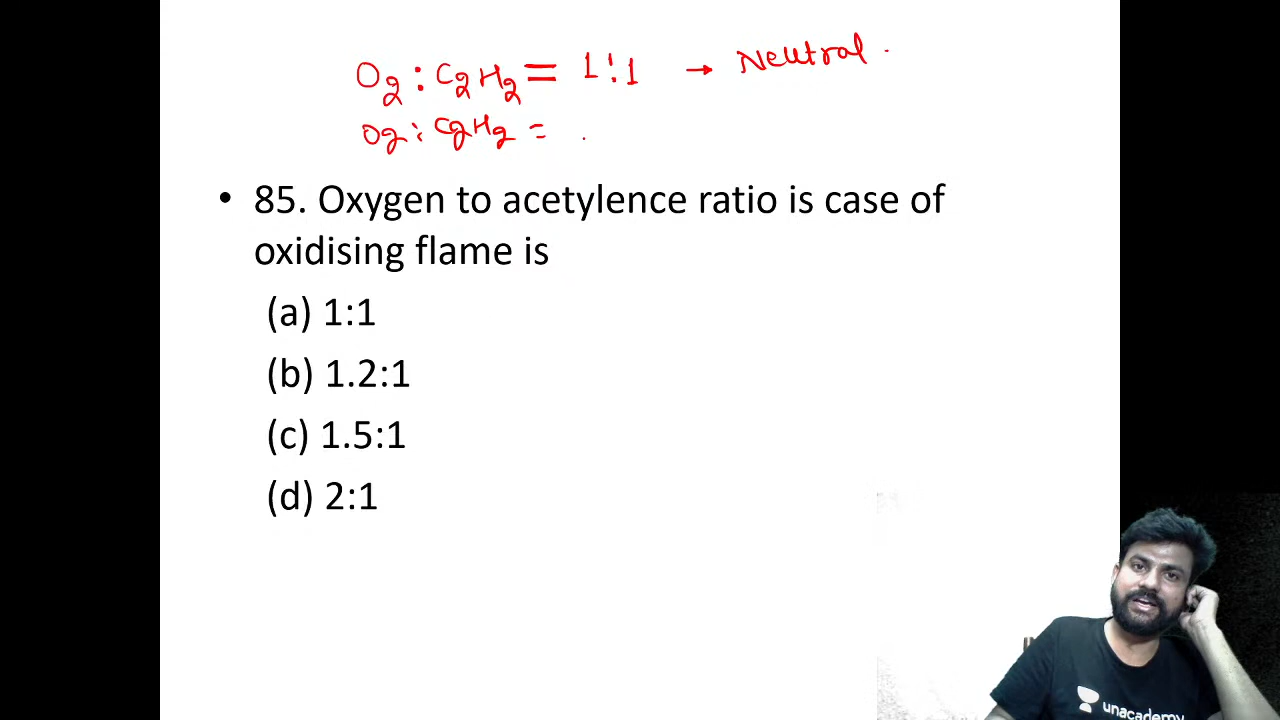 O2 : C2H2 = 1:1 → Neutral.
O2 : C2H2 = .
• 85. Oxygen to acetylence ratio is case of
oxidising flame is
(a) 1:1
(b) 1.2:1
(c) 1.5:1
(d) 2:1
unacademy